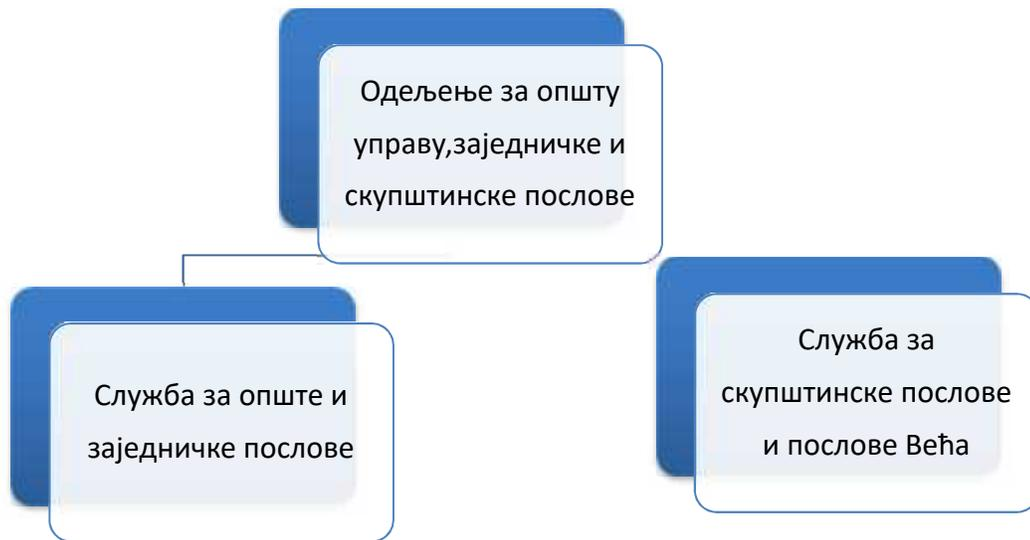 Одељење за општу
управу,заједничке и
скупштинске послове
Служба за опште и
заједничке послове
Служба за
скупштинске послове
и послове Већа